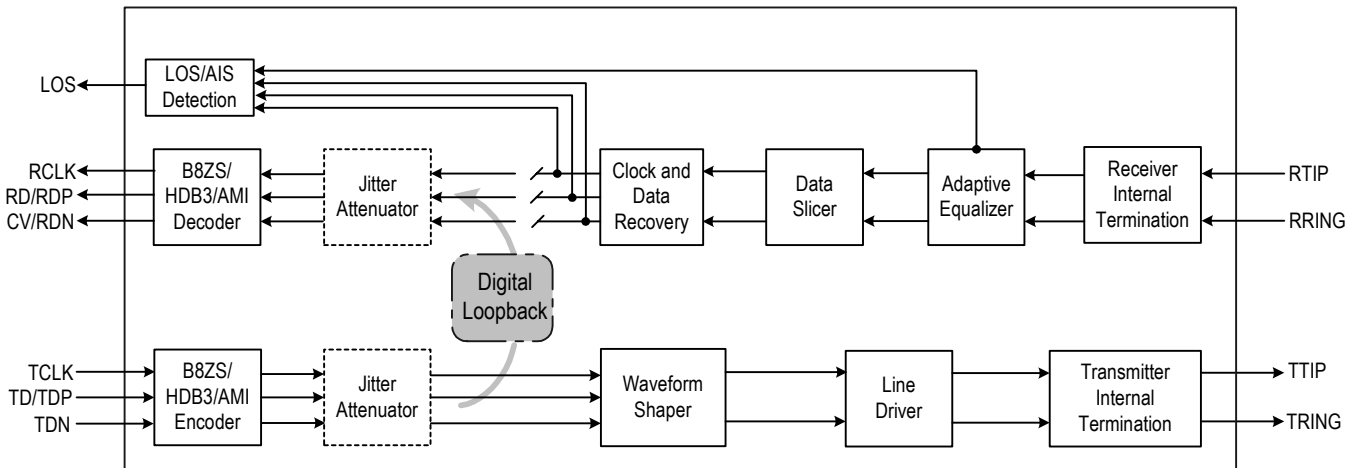 LOS
LOS/AIS
Detection
RCLK
RD/RDP
CV/RDN
B8ZS/
HDB3/AMI
Decoder
Jitter
Attenuator
Clock and
Data
Recovery
Data
Slicer
Adaptive
Equalizer
Receiver
Internal
Termination
RTIP
RRING
Digital
Loopback
TCLK
TD/TDP
TDN
B8ZS/
HDB3/AMI
Encoder
Jitter
Attenuator
Waveform
Shaper
Line
Driver
Transmitter
Internal
Termination
TTIP
TRING